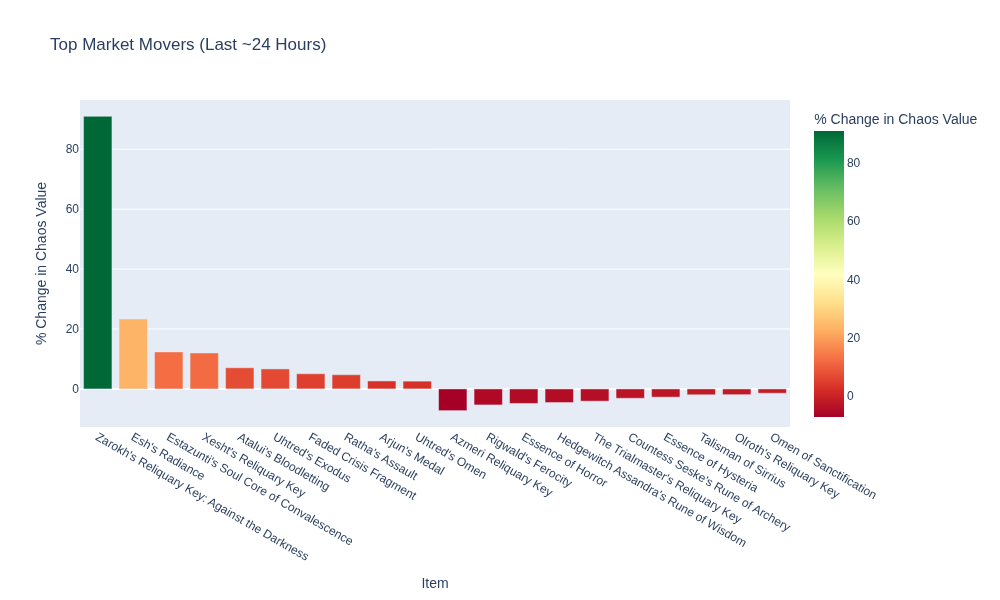 Top Market Movers (Last ~24 Hours)
% Change in Chaos Value
80
60
40
20
0
% Change in Chaos Value
80
60
40
20
0
Zarokh's Reliquary Key: Against the Darkness
Esh's Radiance
Estazunti's Soul Core of Convalescence
Xesht's Reliquary Key
Atalui's Bloodletting
Uhtred's Exodus
Faded Crisis Fragment
Ratha's Assault
Arjun's Medal
Uhtred's Omen
Azmeri Reliquary Key
Rigwald's Ferocity
Essence of Horror
Hedgewitch Assandra's Rune of Wisdom
The Trialmaster's Reliquary Key
Countess Seske's Rune of Archery
Essence of Hysteria
Talisman of Sirrius
Olroth's Reliquary Key
Omen of Sanctification
Item